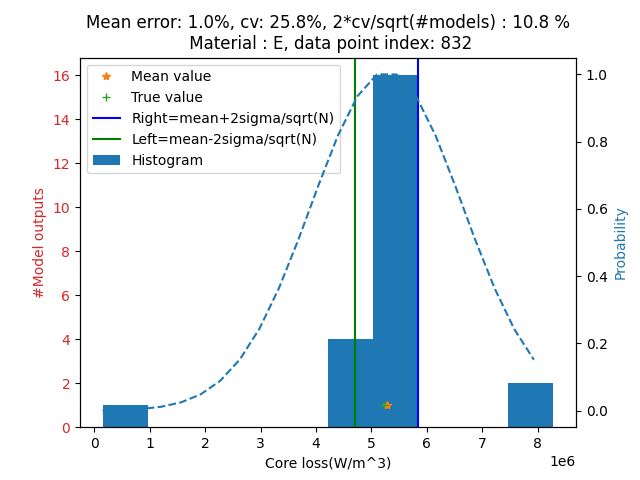 Mean error: 1.0%, cv: 25.8%, 2*cv/sqrt(#models) : 10.8 %
Material : E, data point index: 832
Mean value
True value
Right=mean+2sigma/sqrt(N)
Left=mean-2sigma/sqrt(N)
Histogram
#Model outputs
16
14
12
10
8
6
4
2
0
1.0
0.8
0.6
0.4
0.2
0.0
Probability
0 1 2 3 4 5 6 7 8
1e6
Core loss(W/m^3)